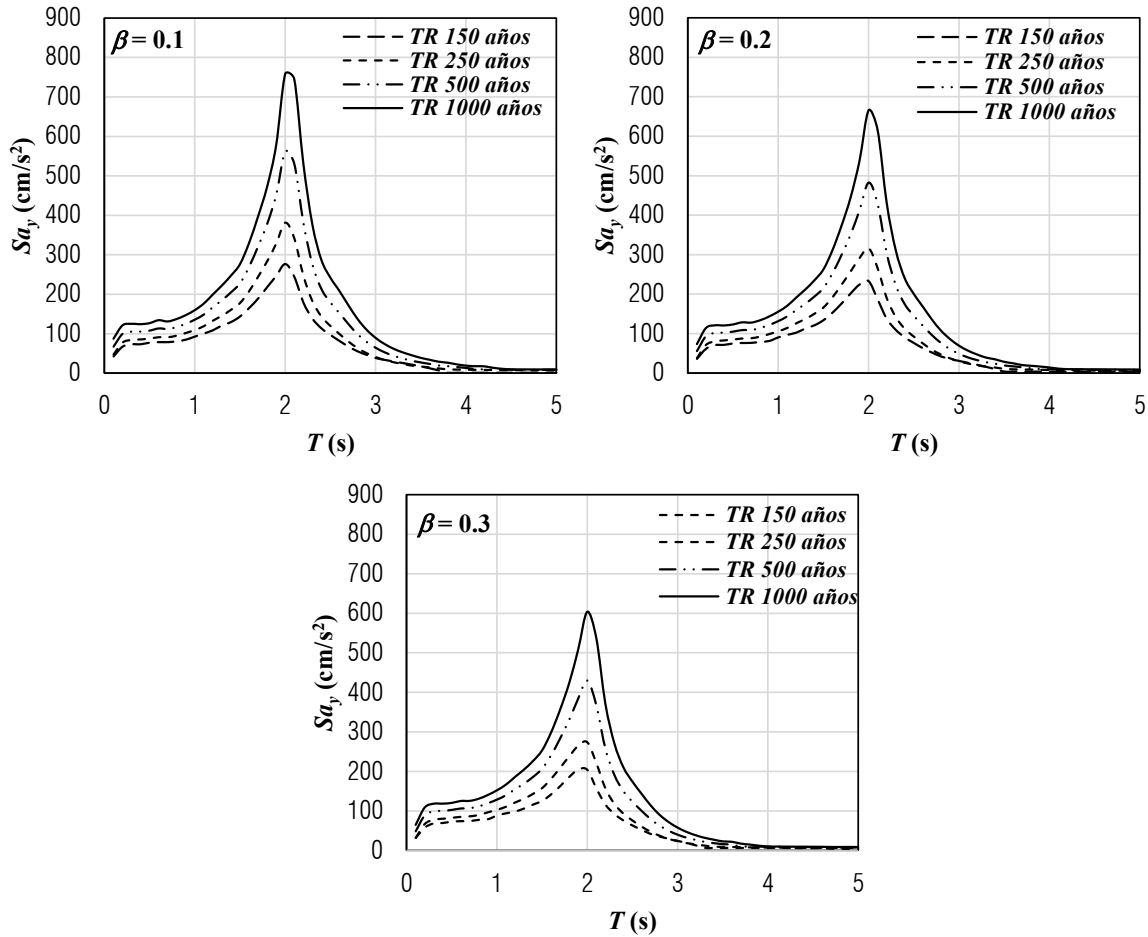 900
800
700
600
500
400
300
200
100
0
Sa_y (cm/s²)
β = 0.1
TR 150 años
TR 250 años
TR 500 años
TR 1000 años
0 1 2 3 4 5
T (s)
900
800
700
600
500
400
300
200
100
0
Sa_y (cm/s²)
β = 0.2
TR 150 años
TR 250 años
TR 500 años
TR 1000 años
0 1 2 3 4 5
T (s)
900
800
700
600
500
400
300
200
100
0
Sa_y (cm/s²)
β = 0.3
TR 150 años
TR 250 años
TR 500 años
TR 1000 años
0 1 2 3 4 5
T (s)